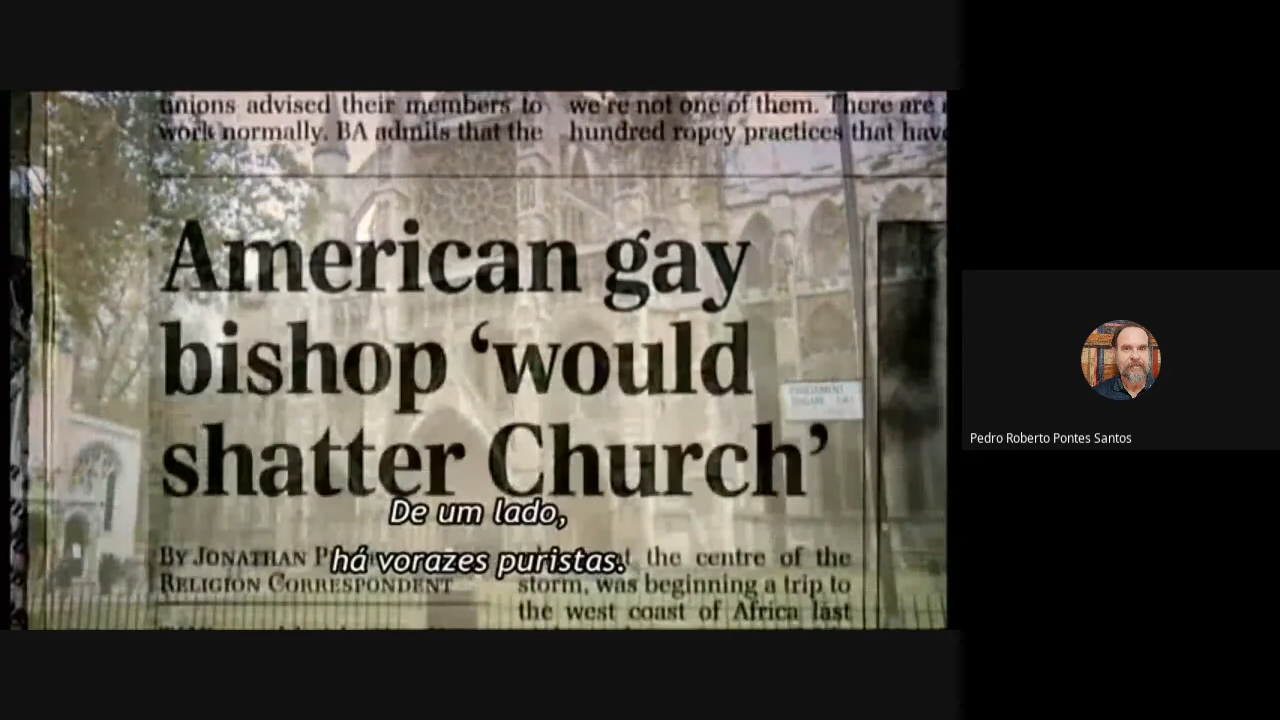 unions advised their members to
work normally. BA admits that the
we're not one of them. There are
hundred ropey practices that have
American gay
bishop ‘would
shatter Church’
De um lado,
há vorazes puristas.
BY JONATHAN
RELIGION CORRESPONDENT
the centre of the
storm, was beginning a trip to
the west coast of Africa last
Pedro Roberto Pontes Santos